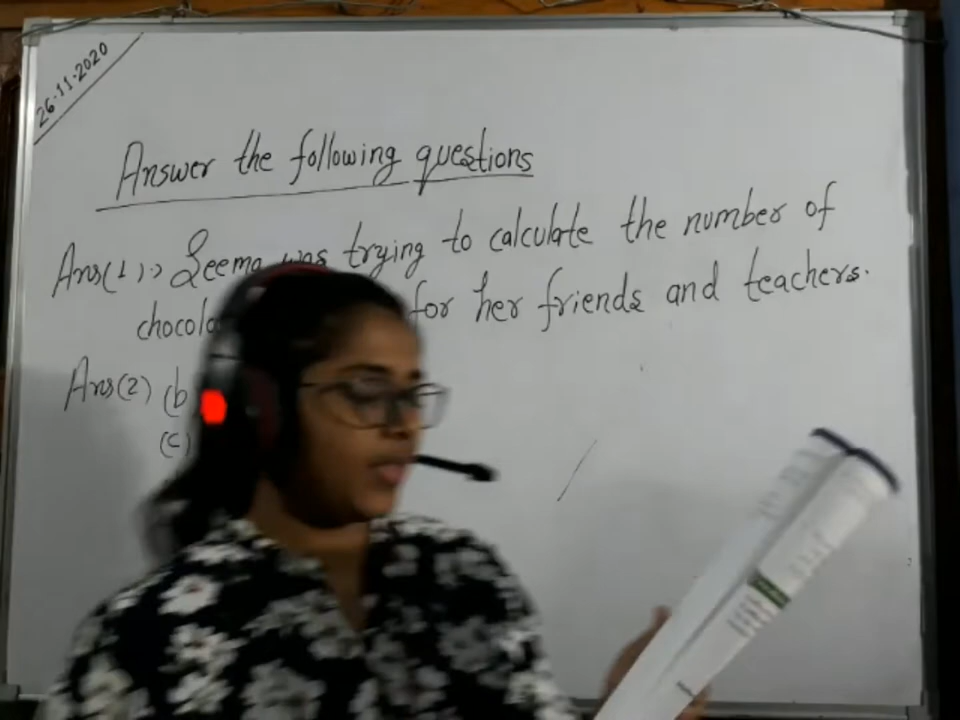 26.11.2020
Answer the following questions
Ans(1):> Seema was trying to calculate the number of
for her friends and teachers.
Ans(2) (b
(c)